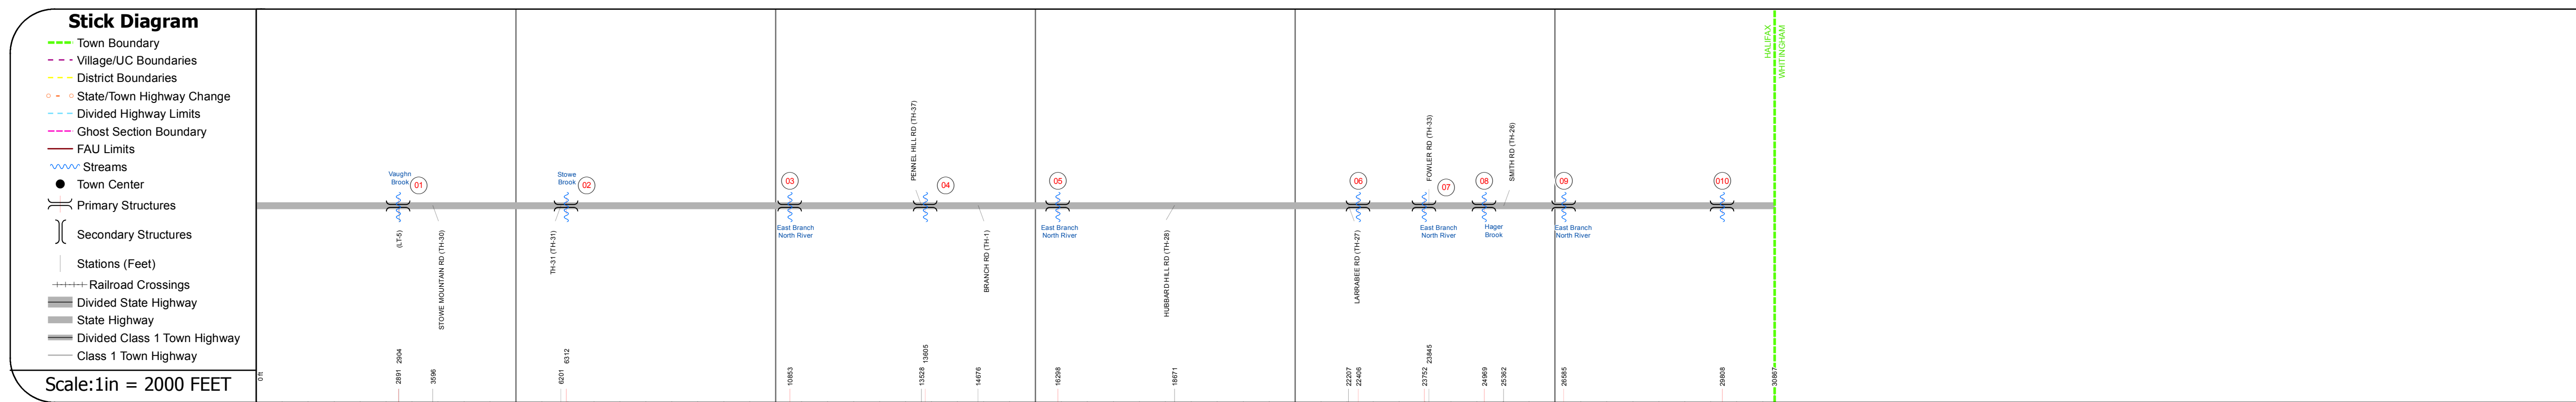 Stick Diagram
Town Boundary
Village/UC Boundaries
District Boundaries
State/Town Highway Change
Divided Highway Limits
Ghost Section Boundary
FAU Limits
Streams
Town Center
Primary Structures
Secondary Structures
Stations (Feet)
Railroad Crossings
Divided State Highway
State Highway
Divided Class 1 Town Highway
Class 1 Town Highway
Scale:1in = 2000 FEET
HALIFAX
WHITINGHAM
PENNEL HILL RD (TH-37)
FOWLER RD (TH-33)
SMITH RD (TH-26)
Vaughn
Brook
01
Stowe
Brook
02
03
04
05
06
07
08
09
010
East Branch
North River
East Branch
North River
East Branch
North River
Hager
Brook
East Branch
North River
(LT-5)
STOWE MOUNTAIN RD (TH-30)
TH-31 (TH-31)
BRANCH RD (TH-1)
HUBBARD HILL RD (TH-28)
LARRABEE RD (TH-27)
0 ft
2891 2904
3596
6201
6312
10853
13528
13605
14676
16298
18671
22207
22406
23752
23845
24969
25362
26585
29808
30867